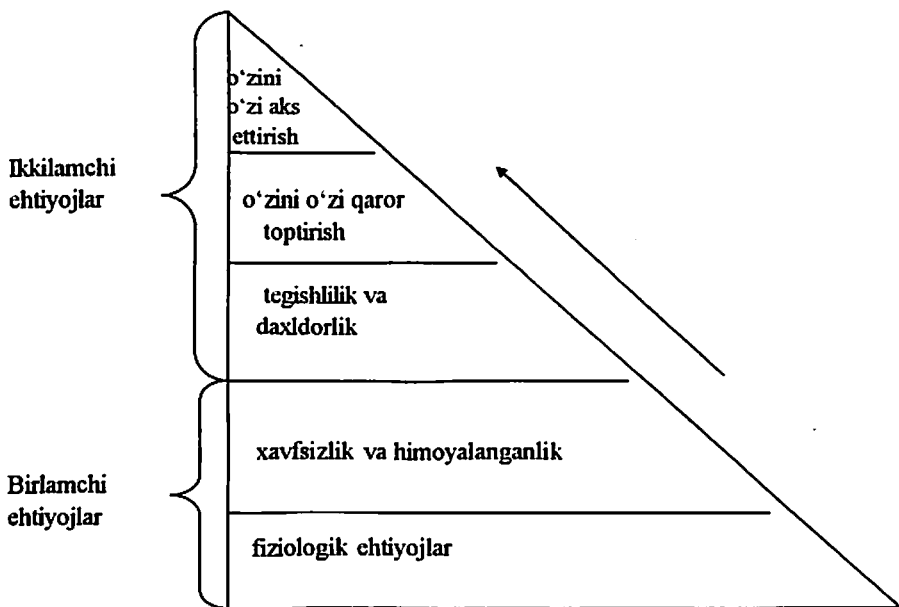 o‘zini
o‘zi aks
ettirish
Ikkilamchi
ehtiyojlar
o‘zini o‘zi qaror
toptirish
tegishlilik va
daxldorlik
xavfsizlik va himoyalanganlik
Birlamchi
ehtiyojlar
fiziologik ehtiyojlar